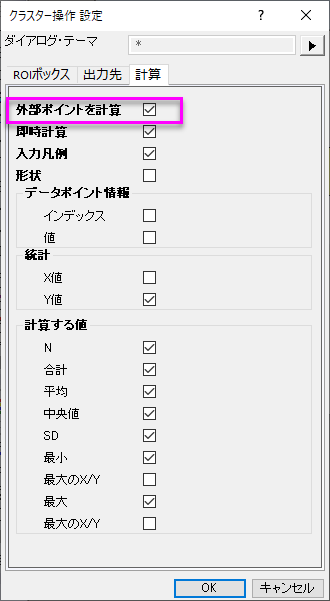 クラスター操作 設定 ? ×
ダイアログ・テーマ *
ROIボックス 出力先 計算
外部ポイントを計算
即時計算
入力凡例
形状
データポイント情報
インデックス
値
統計
X値
Y値
計算する値
N
合計
平均
中央値
SD
最小
最大のX/Y
最大
最大のX/Y
OK キャンセル